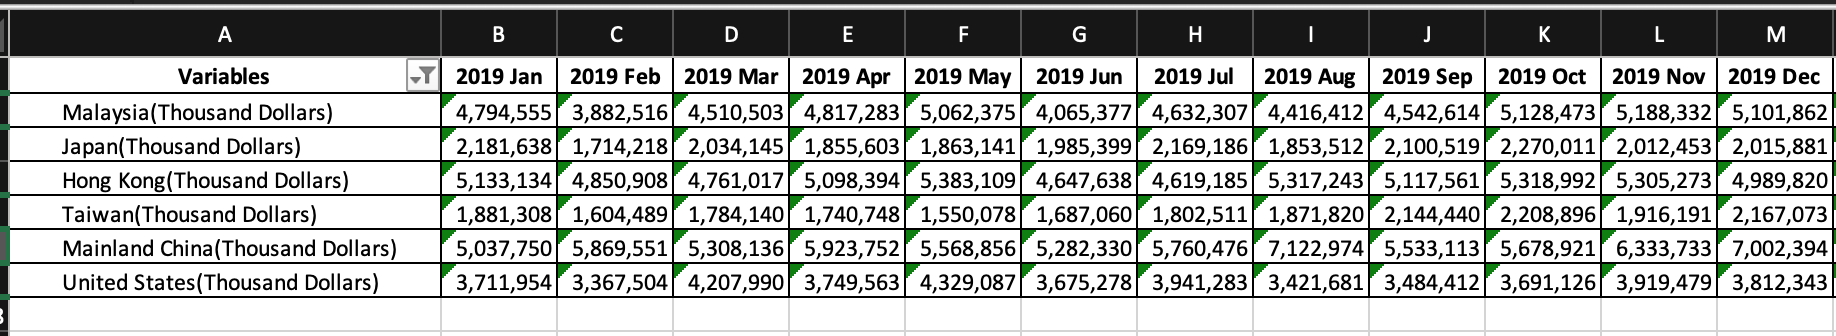 A B C D E F G H I J K L M
Variables 2019 Jan 2019 Feb 2019 Mar 2019 Apr 2019 May 2019 Jun 2019 Jul 2019 Aug 2019 Sep 2019 Oct 2019 Nov 2019 Dec
Malaysia(Thousand Dollars) 4,794,555 3,882,516 4,510,503 4,817,283 5,062,375 4,065,377 4,632,307 4,416,412 4,542,614 5,128,473 5,188,332 5,101,862
Japan(Thousand Dollars) 2,181,638 1,714,218 2,034,145 1,855,603 1,863,141 1,985,399 2,169,186 1,853,512 2,100,519 2,270,011 2,012,453 2,015,881
Hong Kong(Thousand Dollars) 5,133,134 4,850,908 4,761,017 5,098,394 5,383,109 4,647,638 4,619,185 5,317,243 5,117,561 5,318,992 5,305,273 4,989,820
Taiwan(Thousand Dollars) 1,881,308 1,604,489 1,784,140 1,740,748 1,550,078 1,687,060 1,802,511 1,871,820 2,144,440 2,208,896 1,916,191 2,167,073
Mainland China(Thousand Dollars) 5,037,750 5,869,551 5,308,136 5,923,752 5,568,856 5,282,330 5,760,476 7,122,974 5,533,113 5,678,921 6,333,733 7,002,394
United States(Thousand Dollars) 3,711,954 3,367,504 4,207,990 3,749,563 4,329,087 3,675,278 3,941,283 3,421,681 3,484,412 3,691,126 3,919,479 3,812,343